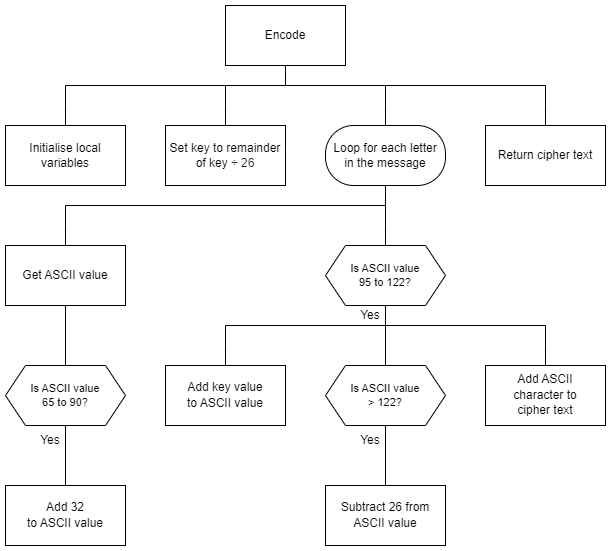 Encode
Initialise local
variables
Set key to remainder
of key ÷ 26
Loop for each letter
in the message
Return cipher text
Get ASCII value
Is ASCII value
95 to 122?
Yes
Is ASCII value
65 to 90?
Add key value
to ASCII value
Is ASCII value
> 122?
Add ASCII
character to
cipher text
Yes
Yes
Add 32
to ASCII value
Subtract 26 from
ASCII value